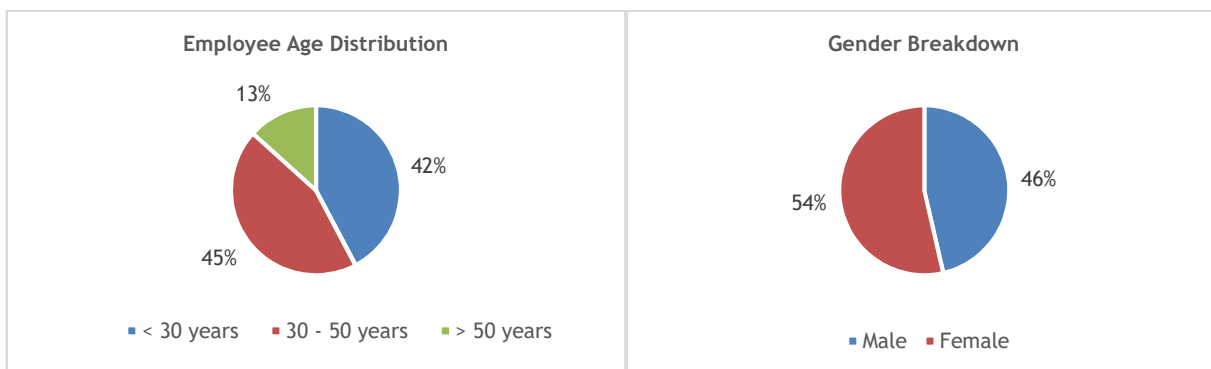 Employee Age Distribution
13%
42%
45%
< 30 years 30 - 50 years > 50 years
Gender Breakdown
46%
54%
Male Female